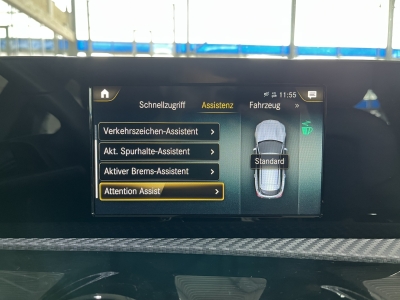 11:55
Schnellzugriff Assistenz Fahrzeug »
Verkehrszeichen-Assistent >
Akt. Spurhalte-Assistent >
Aktiver Brems-Assistent >
Attention Assist >
Standard